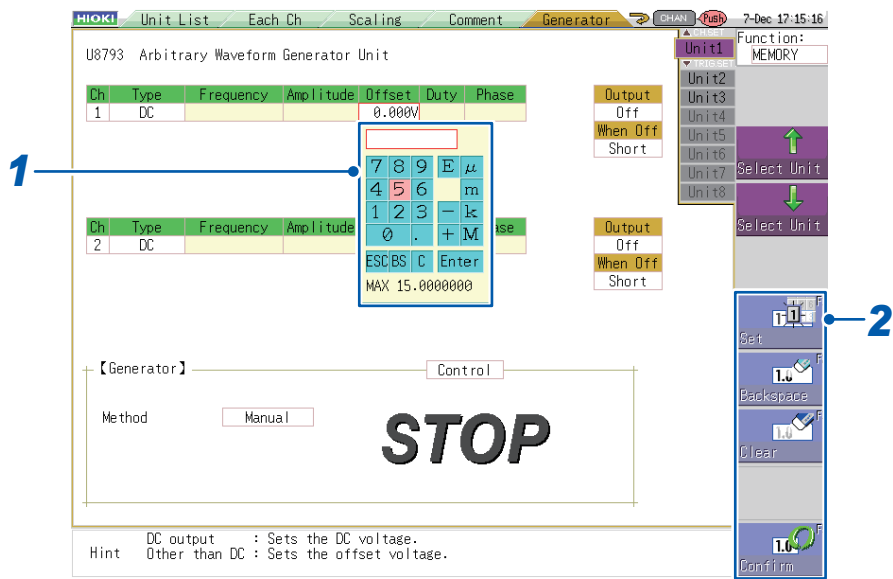 HIOKI Unit List Each Ch Scaling Comment Generator CHAN Push 7-Dec 17:15:16
U8793 Arbitrary Waveform Generator Unit
Ch Type Frequency Amplitude Offset Duty Phase
1 DC 0.000V
Output
Off
When Off
Short
1
7 8 9 E μ
4 5 6 m
1 2 3 - k
0 . + M
ESC BS C Enter
MAX 15.0000000
Ch Type Frequency Amplitude ase
2 DC
Output
Off
When Off
Short
【Generator】 Control
Method Manual
STOP
Hint DC output : Sets the DC voltage.
Other than DC : Sets the offset voltage.
▲ CH.SET
Unit1
▼ TRIG.SET
Unit2
Unit3
Unit4
Unit5
Unit6
Unit7
Unit8
Function:
MEMORY
Select Unit
Select Unit
Set
Backspace
Clear
Confirm
2